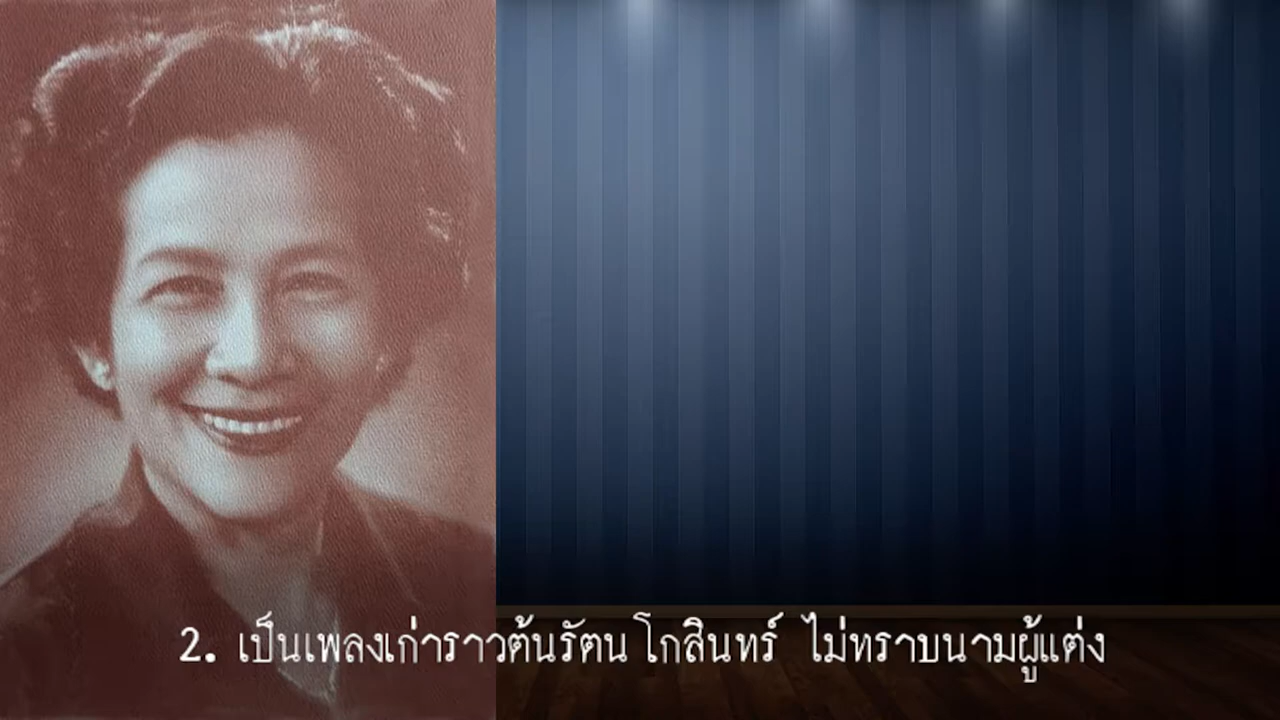 2. เป็นเพลงเก่าราวต้นรัตนโกสินทร์ ไม่ทราบนามผู้แต่ง